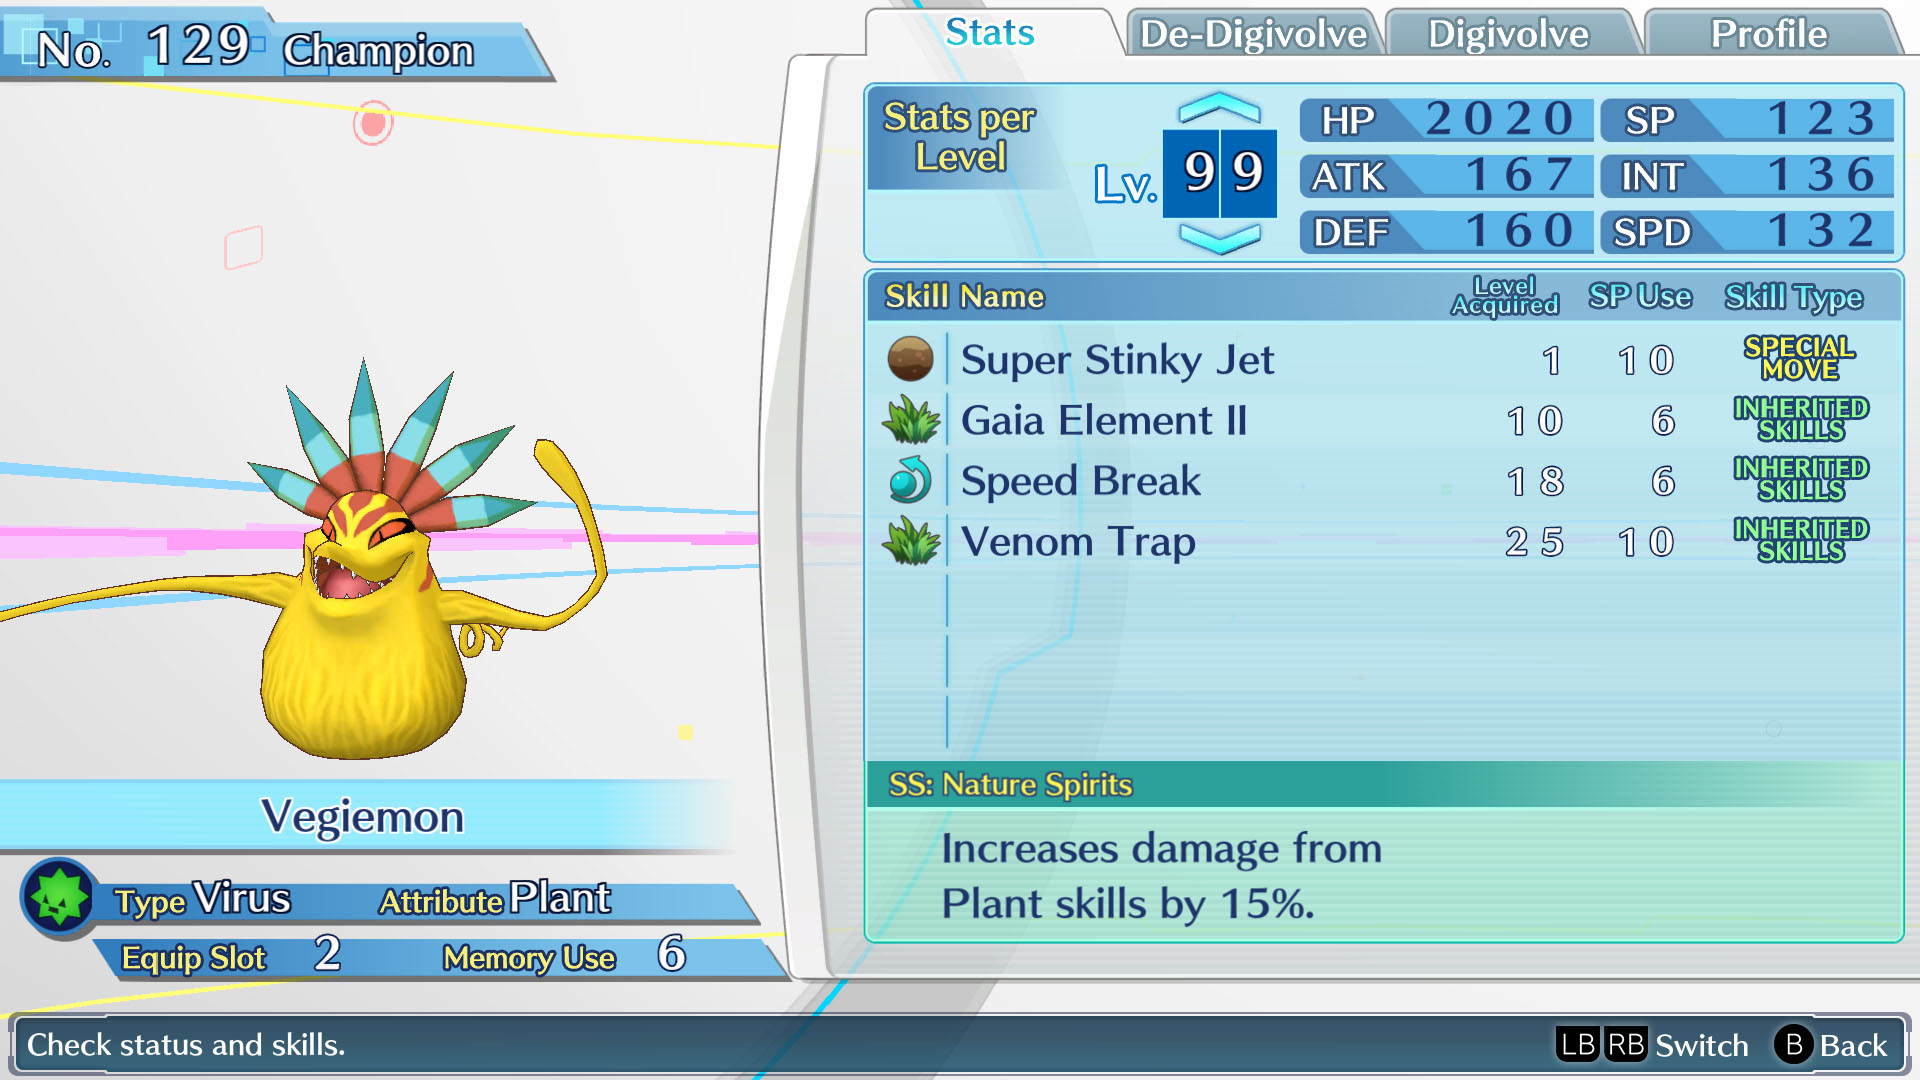 No. 129 Champion
Stats
De-Digivolve
Digivolve
Profile
Stats per
Level
Lv. 99
HP 2020
SP 123
ATK 167
INT 136
DEF 160
SPD 132
Skill Name
Level
Acquired
SP Use
Skill Type
Super Stinky Jet 1 10 SPECIAL
MOVE
Gaia Element II 10 6 INHERITED
SKILLS
Speed Break 18 6 INHERITED
SKILLS
Venom Trap 25 10 INHERITED
SKILLS
SS: Nature Spirits
Increases damage from
Plant skills by 15%.
Vegiemon
Type Virus Attribute Plant
Equip Slot 2 Memory Use 6
Check status and skills.
LB RB Switch B Back